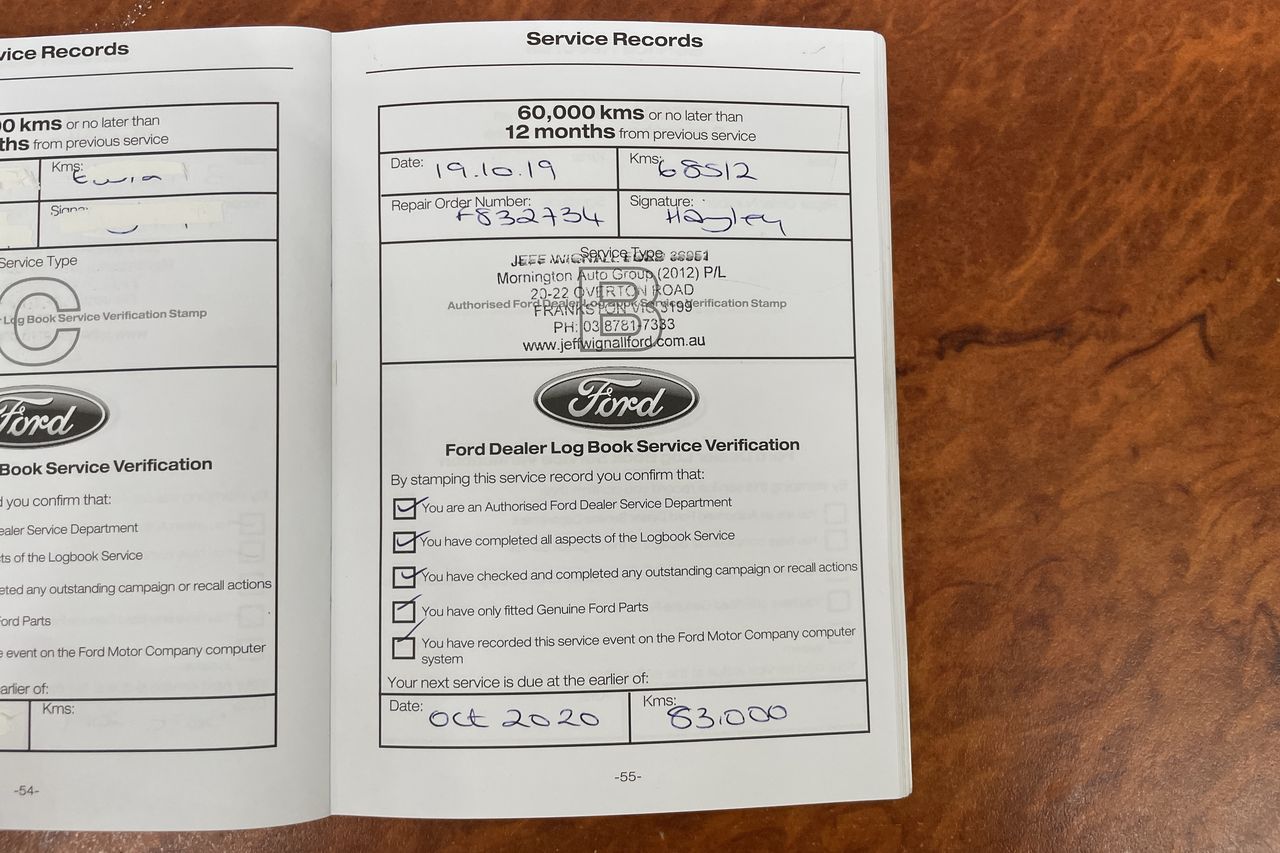 vice Records
0 kms or no later than
ths from previous service
Kms:
Service Type
C
Log Book Service Verification Stamp
Ford
Book Service Verification
d you confirm that:
ealer Service Department
ts of the Logbook Service
eted any outstanding campaign or recall actions
ord Parts
e event on the Ford Motor Company computer
arlier of:
Kms:
-54-
Service Records
60,000 kms or no later than
12 months from previous service
Date: 19.10.19 Kms: 68512
Repair Order Number: F832734 Signature: Hayley
Service Type
JEFF WIGNALL FORD 36951
Mornington Auto Group (2012) P/L
20-22 OVERTON ROAD
Authorised Ford Dealer Log Book Service Verification Stamp
B
FRANKSTON VIC 3199
PH: 03 8781-7333
www.jeffwignallford.com.au
Ford
Ford Dealer Log Book Service Verification
By stamping this service record you confirm that:
You are an Authorised Ford Dealer Service Department
You have completed all aspects of the Logbook Service
You have checked and completed any outstanding campaign or recall actions
You have only fitted Genuine Ford Parts
You have recorded this service event on the Ford Motor Company computer
system
Your next service is due at the earlier of:
Date: Oct 2020 Kms: 83.000
-55-